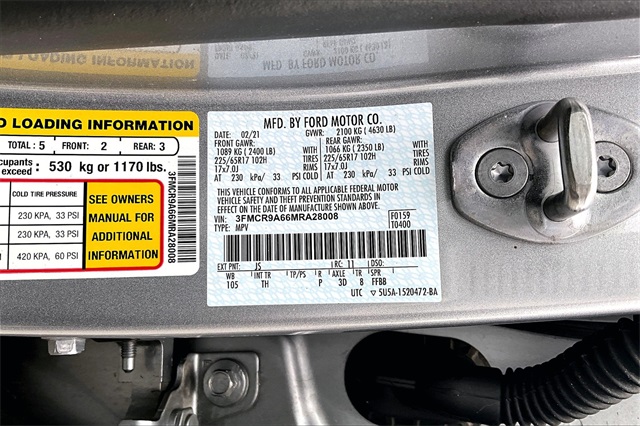 LOADING INFORMATION
MFD. BY FORD MOTOR CO.
LOADING INFORMATION
TOTAL: 5 FRONT: 2 REAR: 3
530 kg or 1170 lbs.
COLD TIRE PRESSURE
230 KPA, 33 PSI
230 KPA, 33 PSI
420 KPA, 60 PSI
SEE OWNERS
MANUAL FOR
ADDITIONAL
INFORMATION
3FMCR9A66MRA28008
MFD. BY FORD MOTOR CO.
DATE: 02/21 GVWR: 2100 KG ( 4630 LB)
FRONT GAWR: REAR GAWR:
1089 KG ( 2400 LB) 1066 KG ( 2350 LB) WITH
225/65R17 102H TIRES 225/65R17 102H TIRES
17x7.0J RIMS 17x7.0J RIMS
AT 230 kPa/ 33 PSI COLD AT 230 kPa/ 33 PSI COLD
THIS VEHICLE CONFORMS TO ALL APPLICABLE FEDERAL MOTOR
VEHICLE SAFETY AND THEFT PREVENTION STANDARDS IN
EFFECT ON THE DATE OF MANUFACTURE SHOWN ABOVE.
VIN: 3FMCR9A66MRA28008 F0159
TYPE: MPV T0400
EXT PNT: JS RC: 11 DSO:
WB INT TR TP/PS R AXLE TR SPR
105 TH P 3D 8 FFBB
UTC ▽ 5U5A-1520472-BA